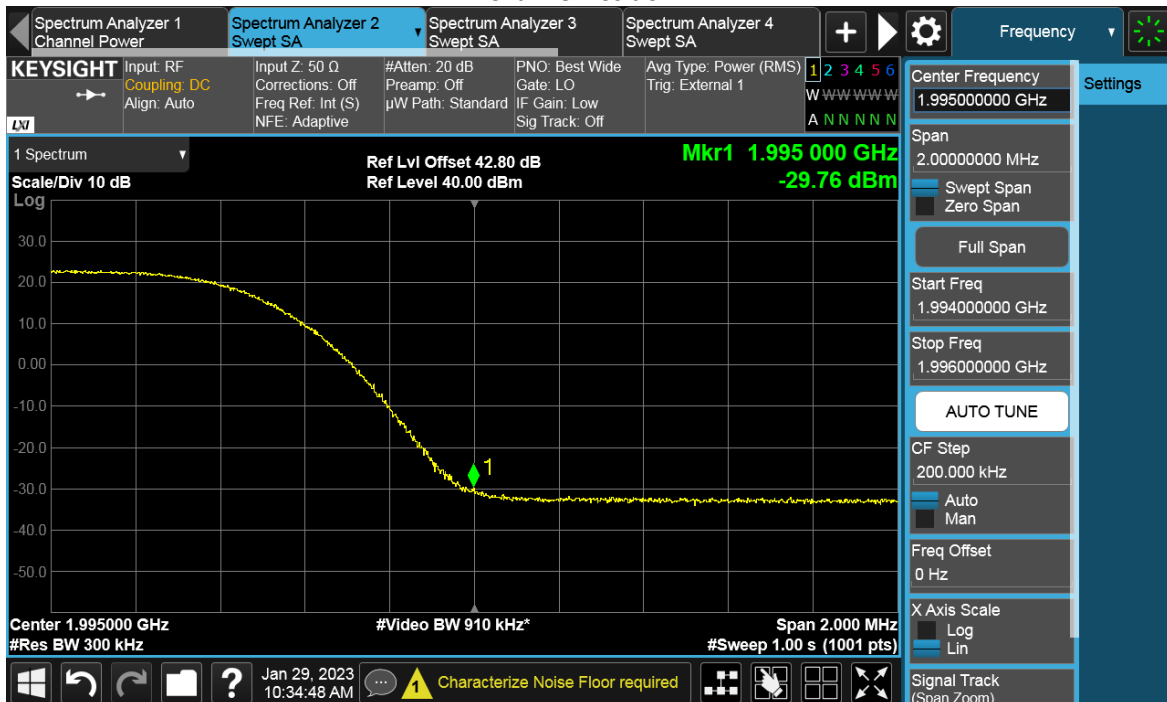 Spectrum Analyzer 1
Channel Power
Spectrum Analyzer 2
Swept SA
Spectrum Analyzer 3
Swept SA
Spectrum Analyzer 4
Swept SA
+
Frequency
KEYSIGHT
LXI
Input: RF
Coupling: DC
Align: Auto
Input Z: 50 Ω
Corrections: Off
Freq Ref: Int (S)
NFE: Adaptive
#Atten: 20 dB
Preamp: Off
µW Path: Standard
PNO: Best Wide
Gate: LO
IF Gain: Low
Sig Track: Off
Avg Type: Power (RMS)
Trig: External 1
1 2 3 4 5 6
W W W W W W
A N N N N N
1 Spectrum
Scale/Div 10 dB
Ref Lvl Offset 42.80 dB
Ref Level 40.00 dBm
Mkr1 1.995 000 GHz
-29.76 dBm
Log
30.0
20.0
10.0
0.00
-10.0
-20.0
-30.0
-40.0
-50.0
1
Center 1.995000 GHz
#Res BW 300 kHz
#Video BW 910 kHz*
Span 2.000 MHz
#Sweep 1.00 s (1001 pts)
?
Jan 29, 2023
10:34:48 AM
1
Characterize Noise Floor required
Center Frequency
1.995000000 GHz
Span
2.00000000 MHz
Swept Span
Zero Span
Full Span
Start Freq
1.994000000 GHz
Stop Freq
1.996000000 GHz
AUTO TUNE
CF Step
200.000 kHz
Auto
Man
Freq Offset
0 Hz
X Axis Scale
Log
Lin
Signal Track
(Span Zoom)
Settings